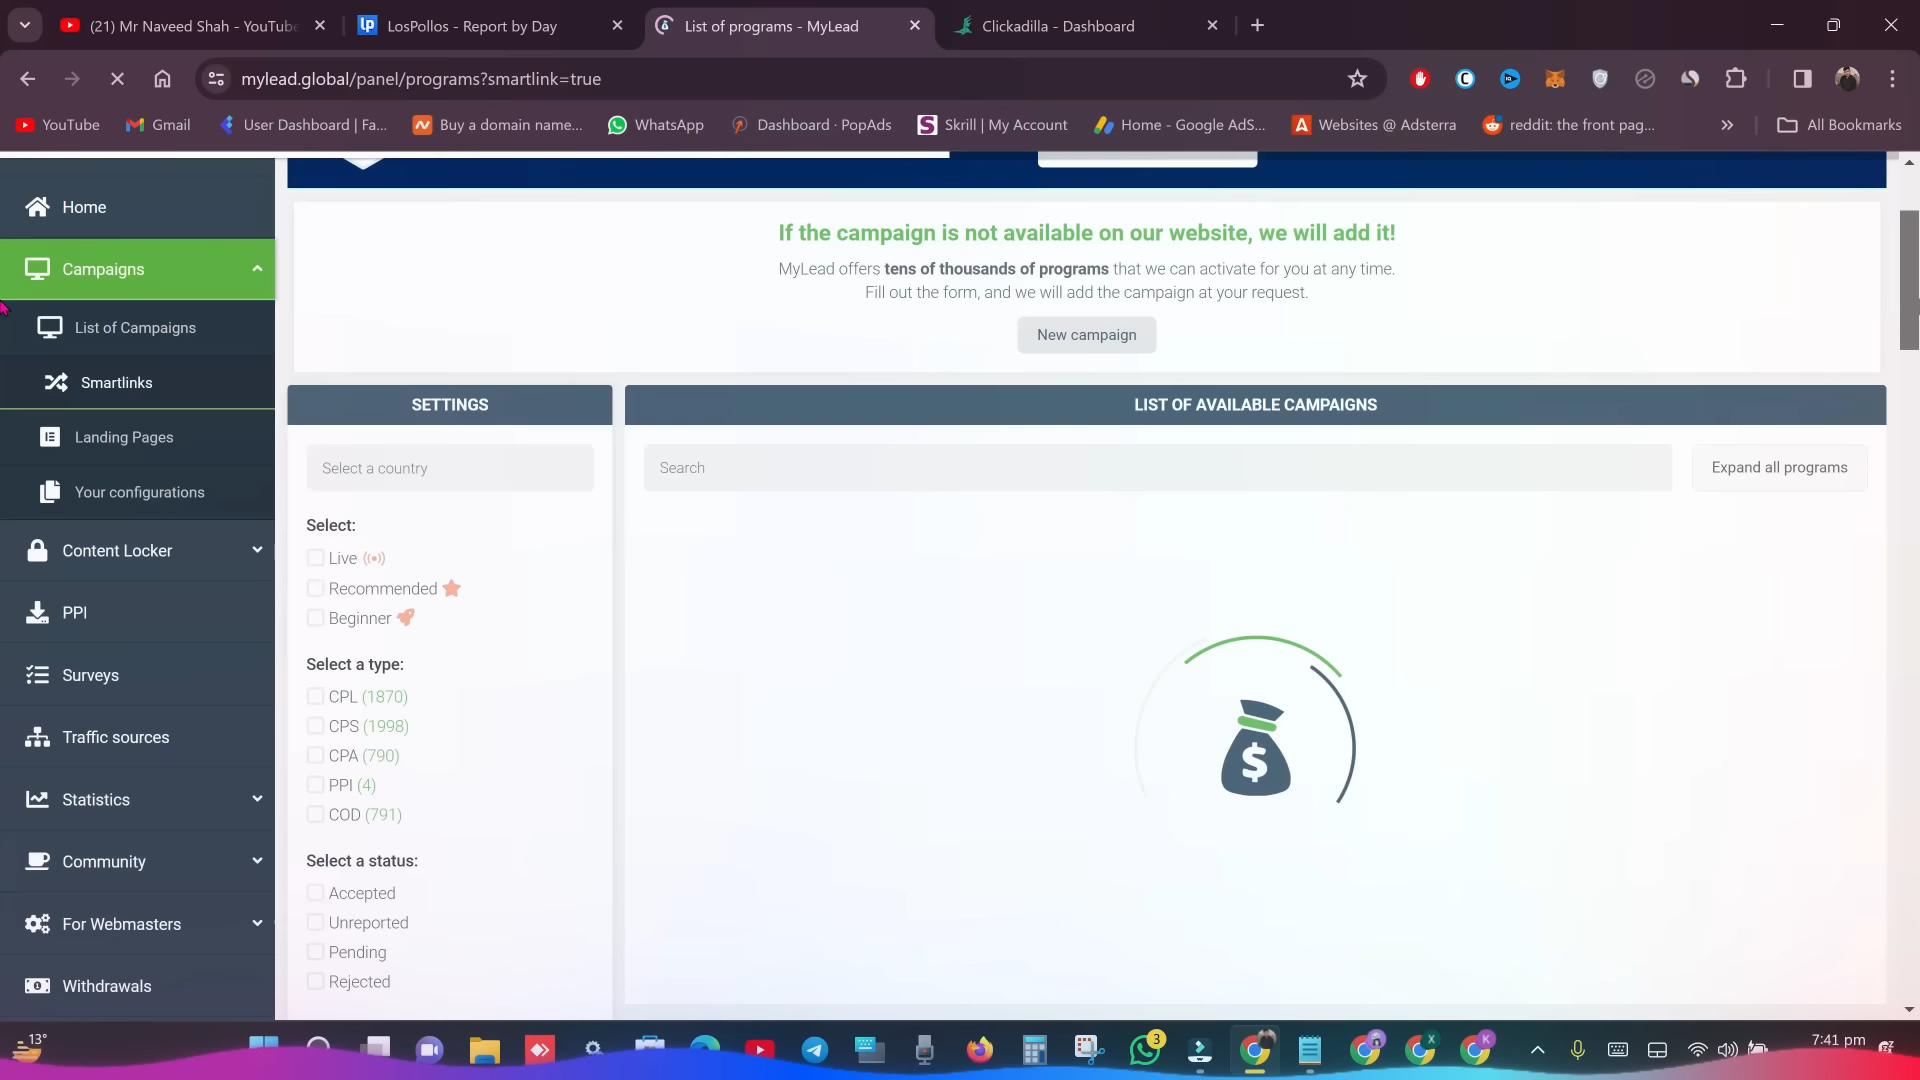 (21) Mr Naveed Shah - YouTube
LosPollos - Report by Day
List of programs - MyLead
Clickadilla - Dashboard
mylead.global/panel/programs?smartlink=true
YouTube
Gmail
User Dashboard | Fa...
Buy a domain name...
WhatsApp
Dashboard · PopAds
Skrill | My Account
Home - Google AdS...
Websites @ Adsterra
reddit: the front pag...
All Bookmarks
Home
Campaigns
List of Campaigns
Smartlinks
Landing Pages
Your configurations
Content Locker
PPI
Surveys
Traffic sources
Statistics
Community
For Webmasters
Withdrawals
If the campaign is not available on our website, we will add it!
MyLead offers tens of thousands of programs that we can activate for you at any time.
Fill out the form, and we will add the campaign at your request.
New campaign
SETTINGS
Select a country
Select:
Live
Recommended
Beginner
Select a type:
CPL (1870)
CPS (1998)
CPA (790)
PPI (4)
COD (791)
Select a status:
Accepted
Unreported
Pending
Rejected
LIST OF AVAILABLE CAMPAIGNS
Search
Expand all programs
$
13°
3
7:41 pm